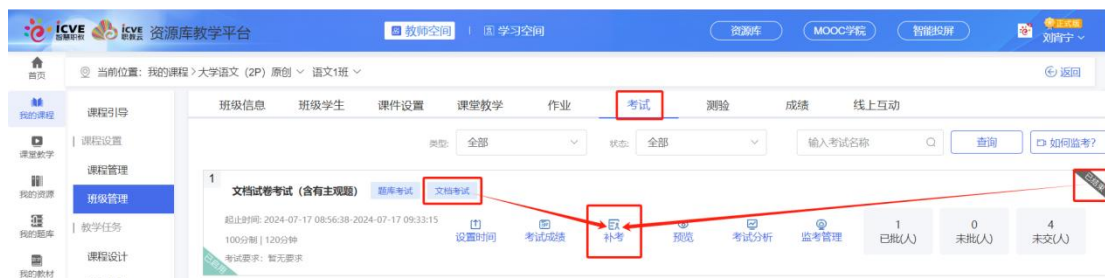 icve 智慧职教 icve 职教云 资源库教学平台 教师空间 学习空间 资源库 MOOC学院 智能投屏 正式版 刘肖宁
首页 当前位置：我的课程 > 大学语文（2P）原创 语文1班 返回
我的课程 课程引导 班级信息 班级学生 课件设置 课堂教学 作业 考试 测验 成绩 线上互动
课堂教学 课程设置 类型: 全部 状态: 全部 输入考试名称 查询 如何监考?
我的资源 课程管理
班级管理 1 文档试卷考试（含有主观题） 题库考试 文档考试 已结束
我的题库 教学任务 起止时间: 2024-07-17 08:56:38-2024-07-17 09:33:15 设置时间 考试成绩 补考 预览 考试分析 监考管理 1 已批(人) 0 未批(人) 4 未交(人)
100分制 | 120分钟
我的教材 课程设计 考试要求：暂无要求